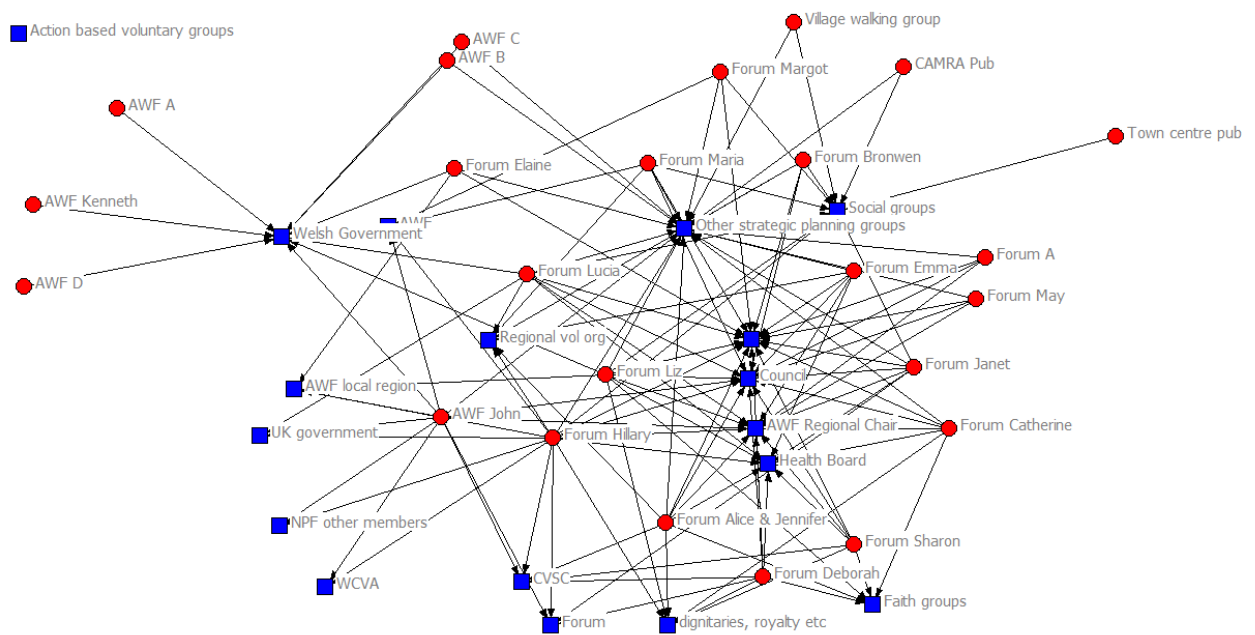 Village walking group
Action based voluntary groups
AWF C
AWF B
Forum Margot
CAMRA Pub
AWF A
Town centre pub
Forum Elaine
Forum Maria
Forum Bronwen
AWF Kenneth
Social groups
AWF
Welsh Government
Other strategic planning groups
Forum A
Forum Lucia
Forum Emma
AWF D
Forum May
Regional vol org
Forum Janet
Forum Liz
Council
AWF local region
AWF John
AWF Regional Chair
Forum Catherine
UK government
Forum Hillary
Health Board
NPF other members
Forum Alice & Jennifer
Forum Sharon
Forum Deborah
WCVA
CVSC
Faith groups
Forum
dignitaries, royalty etc